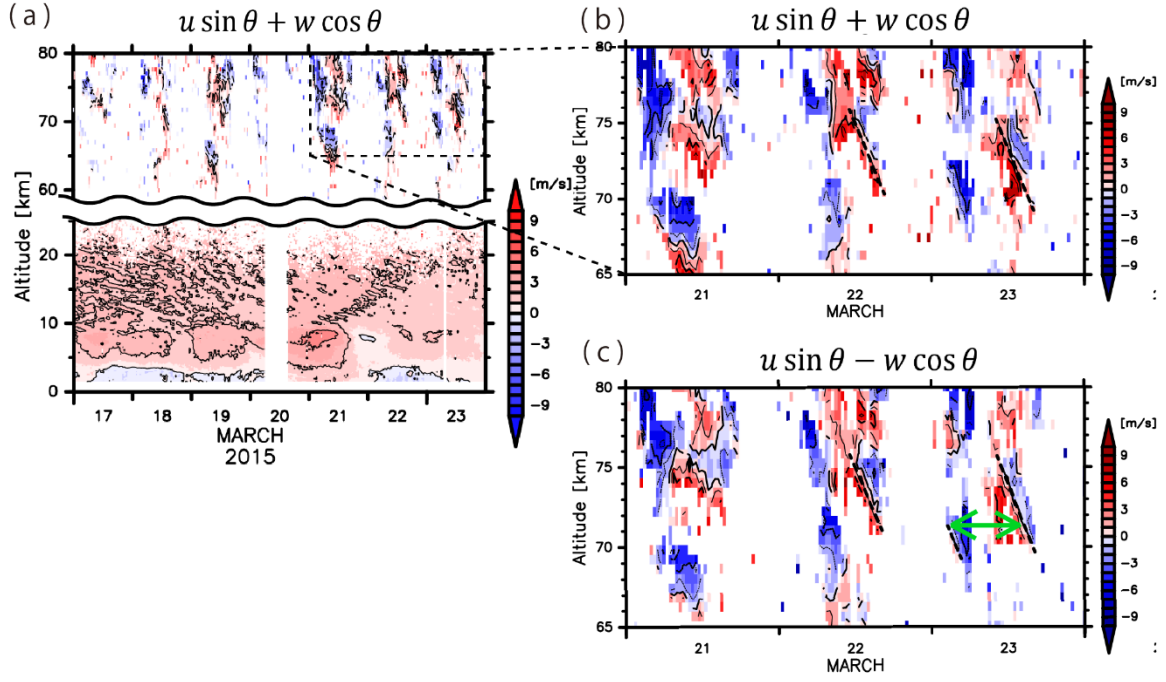 (a)
u sin θ + w cos θ
80
70
60
20
10
0
Altitude [km]
17 18 19 20 21 22 23
MARCH
2015
[m/s]
9
6
3
0
−3
−6
−9
(b)
u sin θ + w cos θ
80
75
70
65
Altitude [km]
21 22 23
MARCH
[m/s]
9
6
3
0
−3
−6
−9
(c)
u sin θ − w cos θ
80
75
70
65
Altitude [km]
21 22 23
MARCH
[m/s]
9
6
3
0
−3
−6
−9